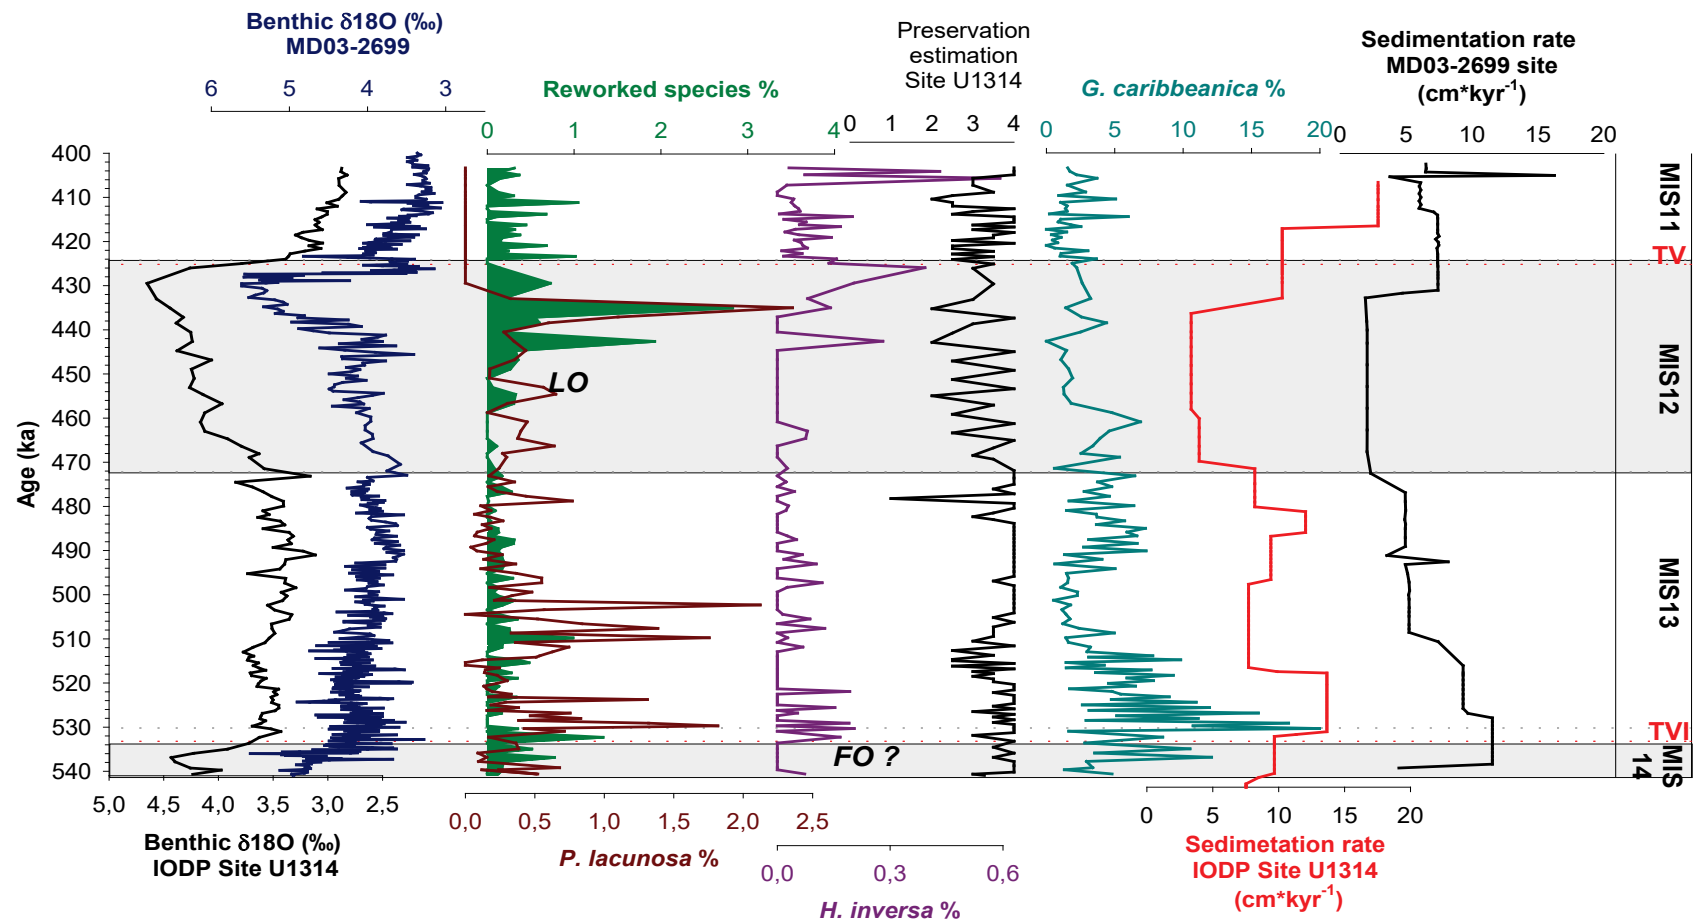 Benthic δ18O (‰)
MD03-2699
6 5 4 3
Reworked species %
0 1 2 3 4
Preservation
estimation
Site U1314
0 1 2 3 4
G. caribbeanica %
0 5 10 15 20
Sedimentation rate
MD03-2699 site
(cm*kyr-1)
0 5 10 15 20
Age (ka)
400
410
420
430
440
450
460
470
480
490
500
510
520
530
540
LO
FO ?
MIS11
TV
MIS12
MIS13
TVI
MIS
14
5,0 4,5 4,0 3,5 3,0 2,5
Benthic δ18O (‰)
IODP Site U1314
0,0 0,5 1,0 1,5 2,0 2,5
P. lacunosa %
0,0 0,3 0,6
H. inversa %
0 5 10 15 20
Sedimetation rate
IODP Site U1314
(cm*kyr-1)